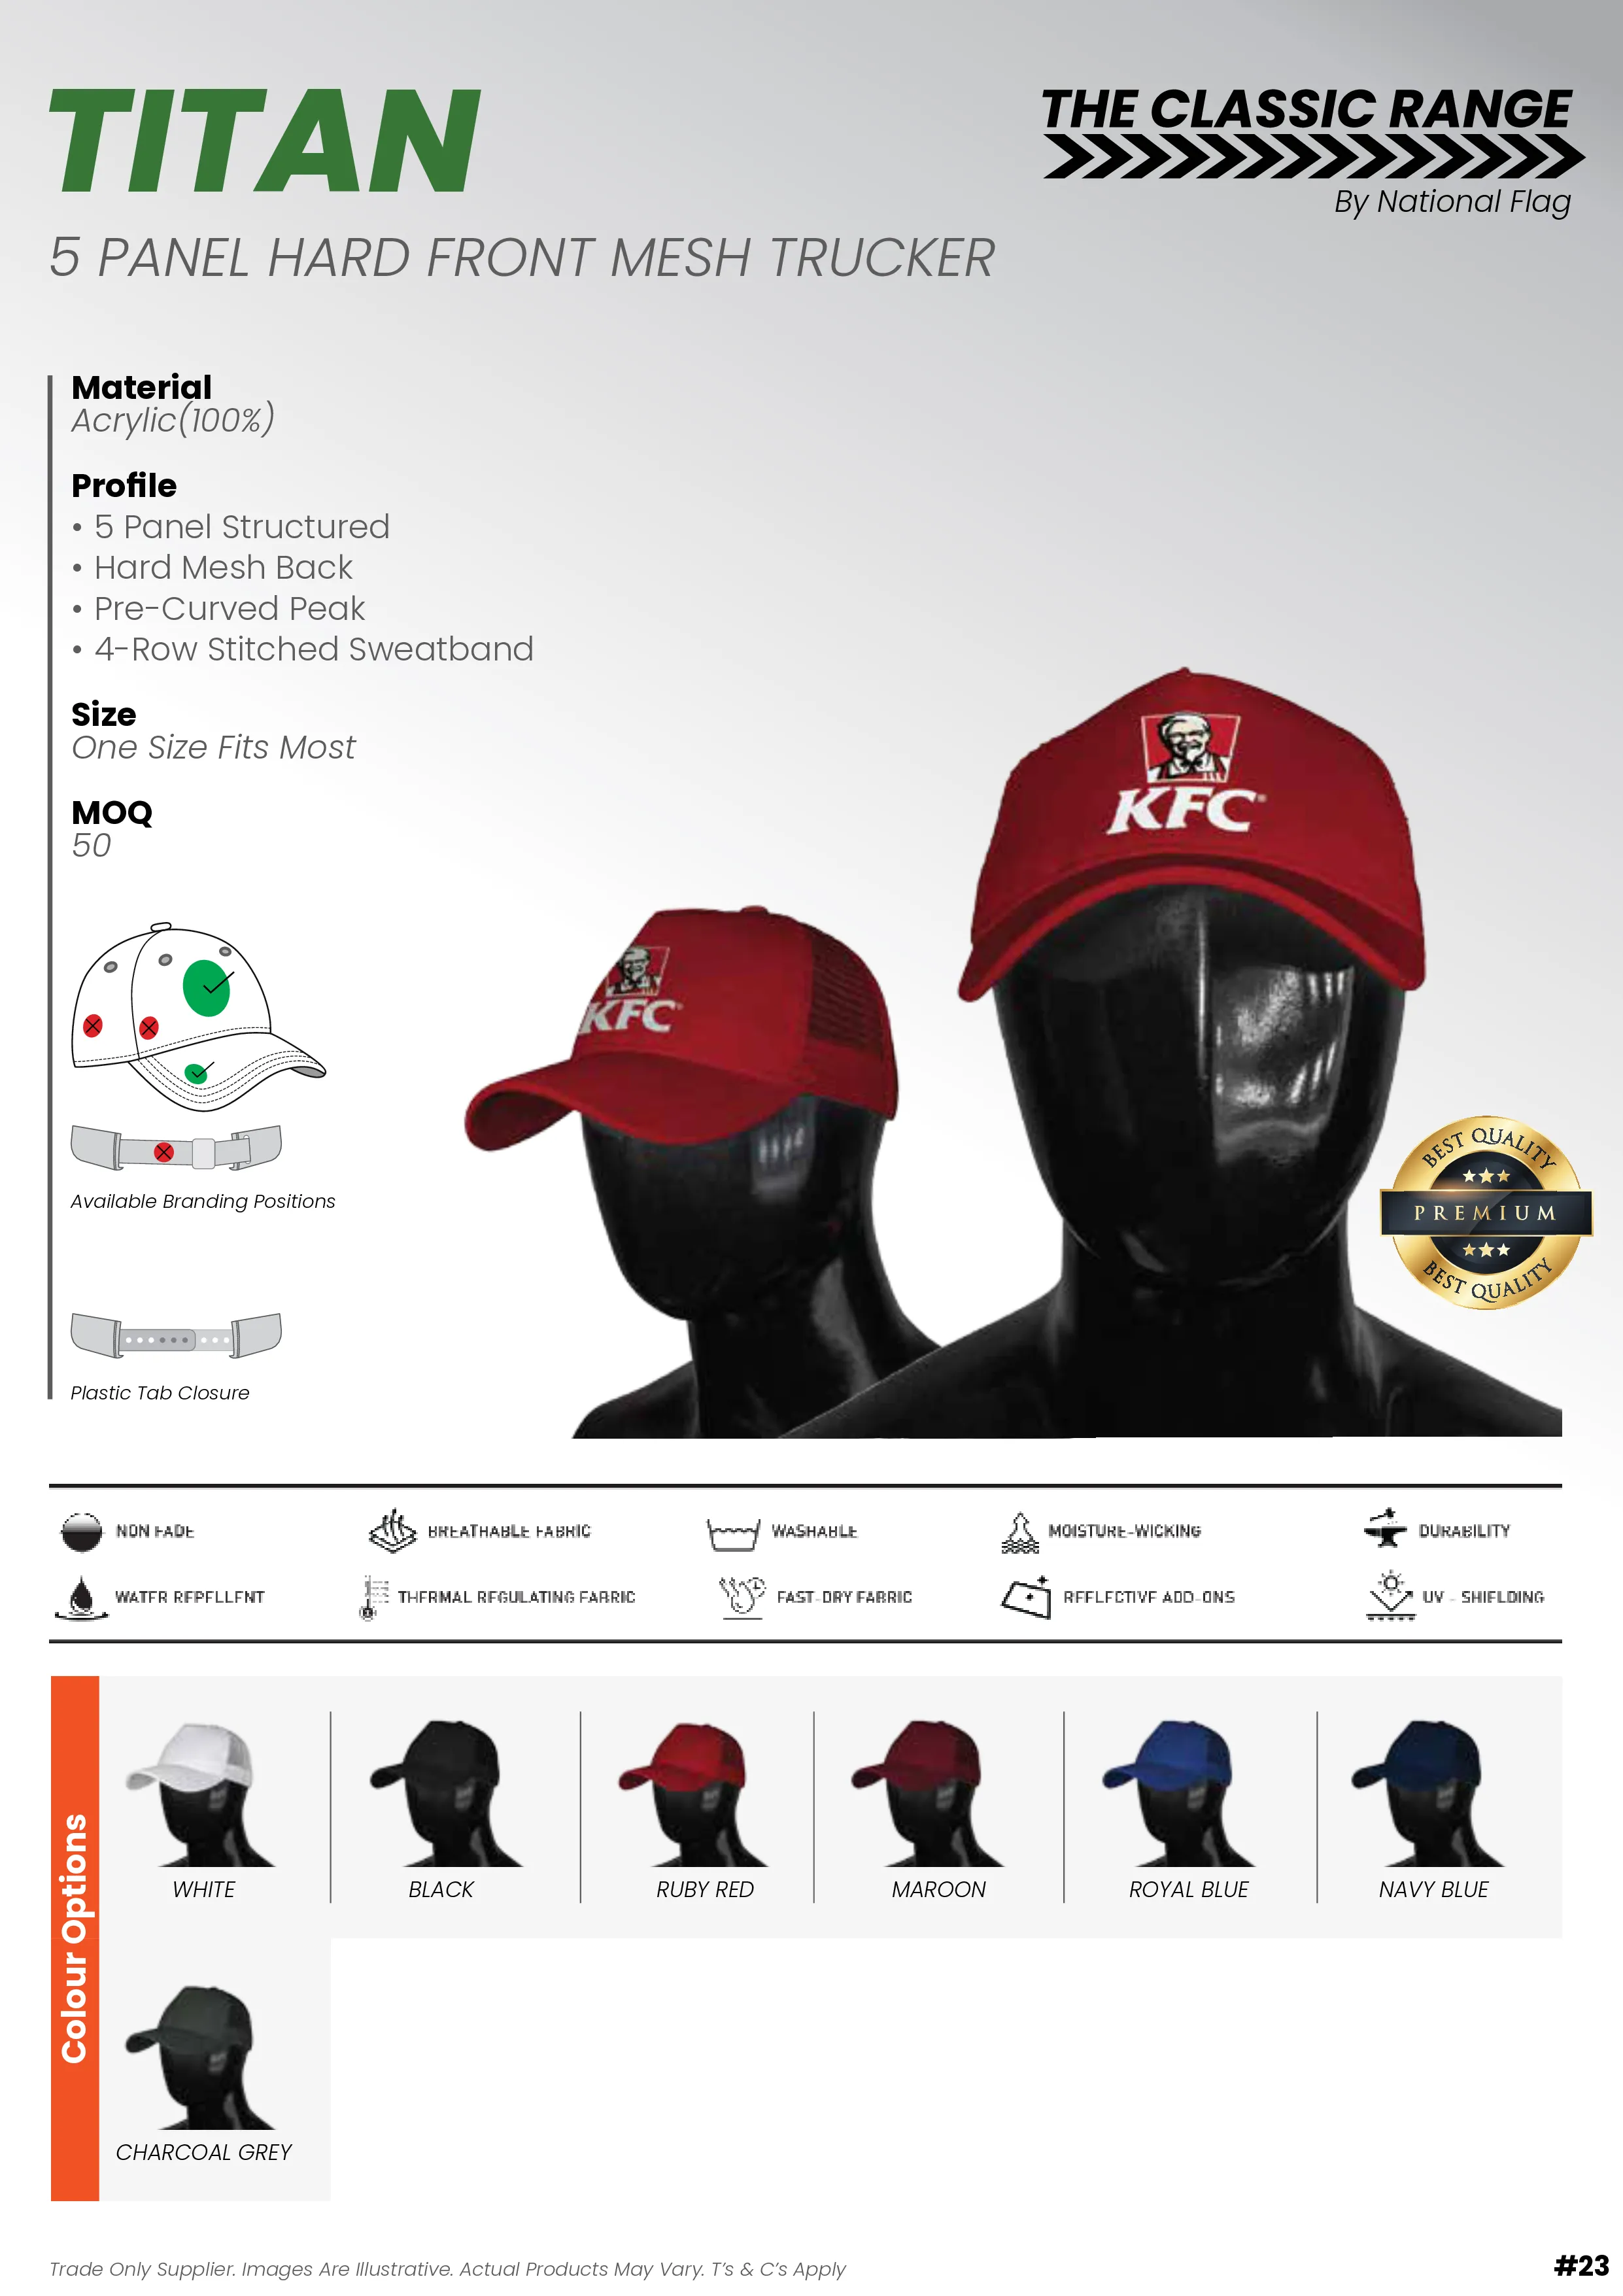 TITAN
THE CLASSIC RANGE
By National Flag
5 PANEL HARD FRONT MESH TRUCKER
Material
Acrylic(100%)
Profile
• 5 Panel Structured
• Hard Mesh Back
• Pre-Curved Peak
• 4-Row Stitched Sweatband
Size
One Size Fits Most
MOQ
50
KFC
KFC
Available Branding Positions
BEST QUALITY
PREMIUM
BEST QUALITY
Plastic Tab Closure
NON FADE
BREATHABLE FABRIC
WASHABLE
MOISTURE-WICKING
DURABILITY
WATER REPELLENT
THERMAL REGULATING FABRIC
FAST-DRY FABRIC
REFLECTIVE ADD-ONS
UV - SHIELDING
Colour Options
WHITE
BLACK
RUBY RED
MAROON
ROYAL BLUE
NAVY BLUE
CHARCOAL GREY
Trade Only Supplier. Images Are Illustrative. Actual Products May Vary. T's & C's Apply
#23